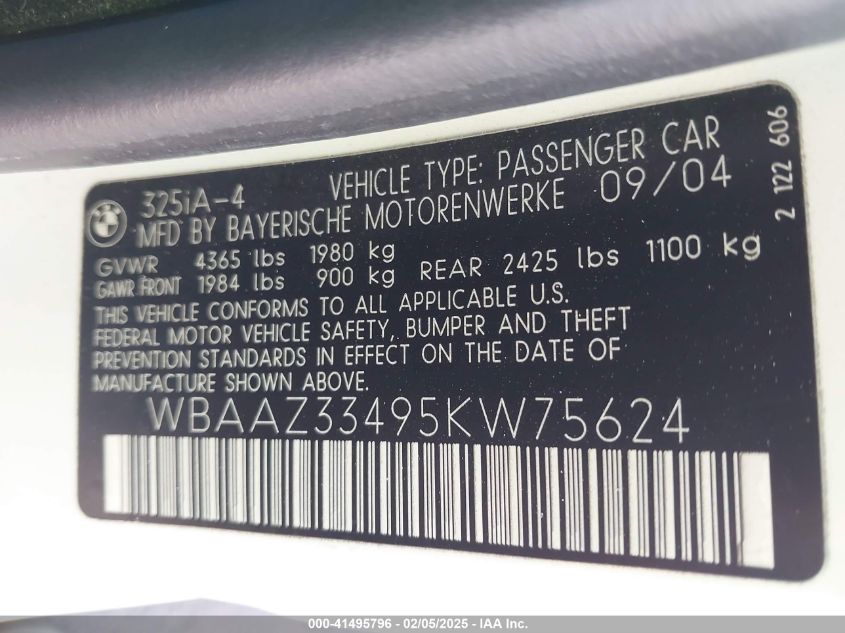 325iA-4 VEHICLE TYPE: PASSENGER CAR
MFD BY BAYERISCHE MOTORENWERKE 09/04
GVWR 4365 lbs 1980 kg
GAWR FRONT 1984 lbs 900 kg REAR 2425 lbs 1100 kg
THIS VEHICLE CONFORMS TO ALL APPLICABLE U.S.
FEDERAL MOTOR VEHICLE SAFETY, BUMPER AND THEFT
PREVENTION STANDARDS IN EFFECT ON THE DATE OF
MANUFACTURE SHOWN ABOVE.
WBAAZ33495KW75624
2 122 606
000-41495796 - 02/05/2025 - IAA Inc.